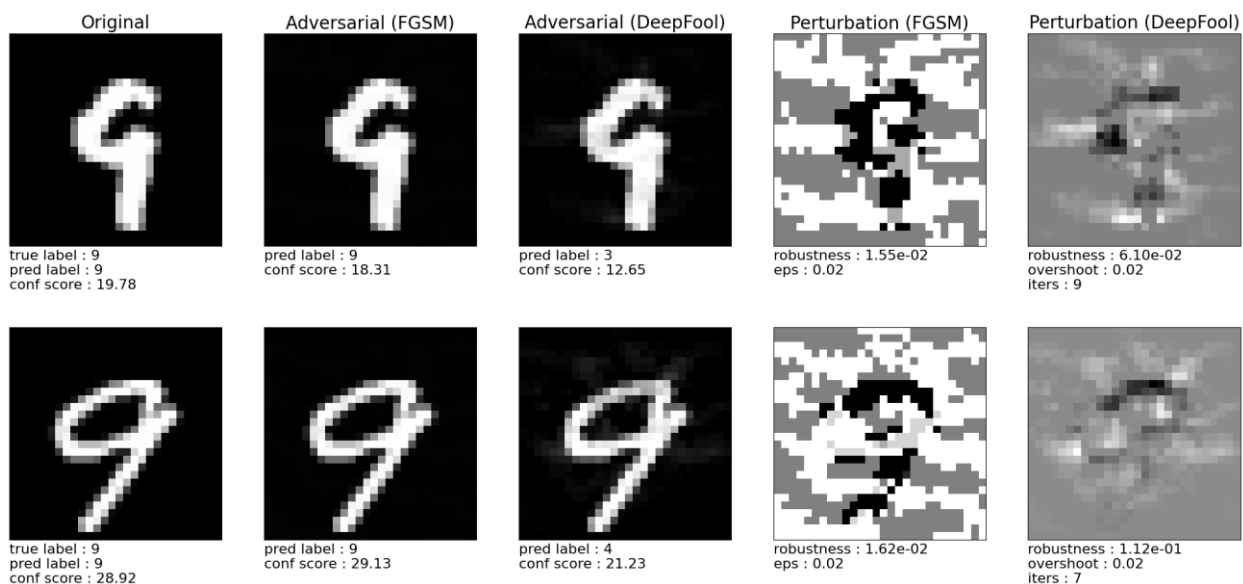 Original
Adversarial (FGSM)
Adversarial (DeepFool)
Perturbation (FGSM)
Perturbation (DeepFool)
true label : 9
pred label : 9
conf score : 19.78
pred label : 9
conf score : 18.31
pred label : 3
conf score : 12.65
robustness : 1.55e-02
eps : 0.02
robustness : 6.10e-02
overshoot : 0.02
iters : 9
true label : 9
pred label : 9
conf score : 28.92
pred label : 9
conf score : 29.13
pred label : 4
conf score : 21.23
robustness : 1.62e-02
eps : 0.02
robustness : 1.12e-01
overshoot : 0.02
iters : 7